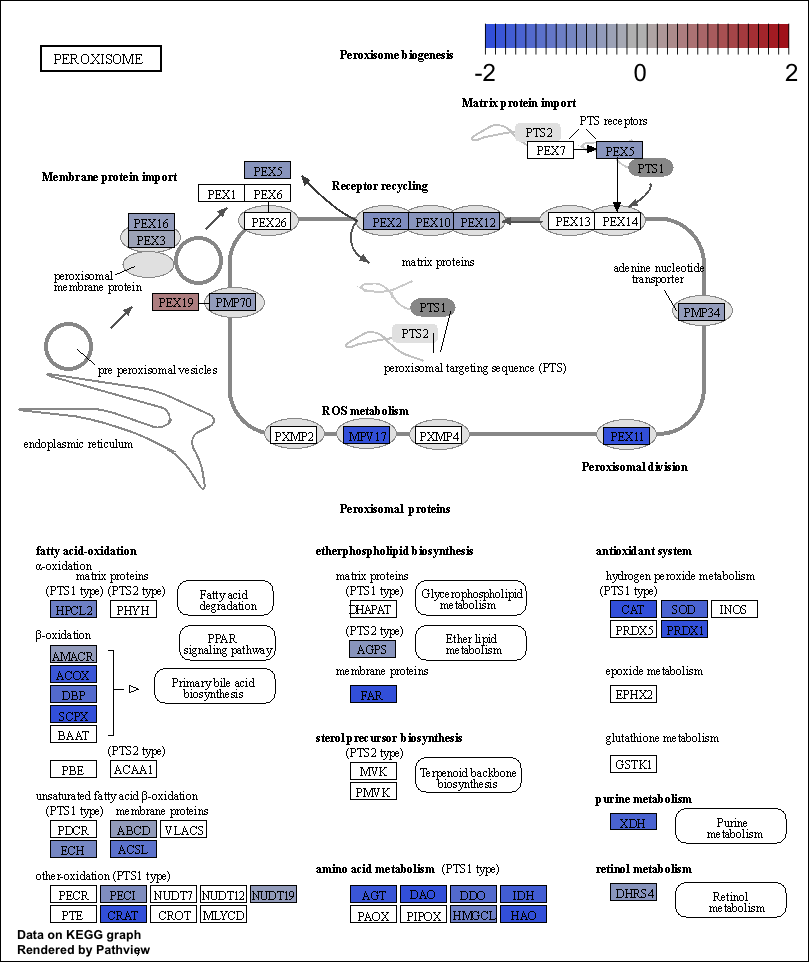 PEROXISOME
Peroxisome biogenesis
-2 0 2
Matrix protein import
PTS2
PTS receptors
PEX7
PEX5
PTS1
Membrane protein import
PEX5
Receptor recycling
PEX1 PEX6
PEX16
PEX3
PEX26
PEX2 PEX10 PEX12
PEX13 PEX14
peroxisomal
membrane protein
matrix proteins
adenine nucleotide
transporter
PEX19
PMP70
PTS1
PMP34
PTS2
pre peroxisomal vesicles
peroxisomal targeting sequence (PTS)
ROS metabolism
endoplasmic reticulum
PXMP2
MPV17
PXMP4
PEX11
Peroxisomal division
Peroxisomal proteins
fatty acid-oxidation
α-oxidation
matrix proteins
(PTS1 type) (PTS2 type)
HPCL2 PHYH
Fatty acid
degradation
β-oxidation
AMACR
ACOX
DBP
SCPX
BAAT
PPAR
signaling pathway
Primary bile acid
biosynthesis
(PTS2 type)
PBE ACAA1
unsaturated fatty acid β-oxidation
(PTS1 type) membrane proteins
PDCR ABCD VLACS
ECH ACSL
other-oxidation (PTS1 type)
PECR PECI NUDT7 NUDT12 NUDT19
PTE CRAT CROT MLYCD
etherphospholipid biosynthesis
matrix proteins
(PTS1 type)
DHAPAT
Glycerophospholipid
metabolism
(PTS2 type)
AGPS
Ether lipid
metabolism
membrane proteins
FAR
sterol precursor biosynthesis
(PTS2 type)
MVK
PMVK
Terpenoid backbone
biosynthesis
amino acid metabolism (PTS1 type)
AGT DAO DDO IDH
PAOX PIPOX HMGCL HAO
antioxidant system
hydrogen peroxide metabolism
(PTS1 type)
CAT SOD INOS
PRDX5 PRDX1
epoxide metabolism
EPHX2
glutathione metabolism
GSTK1
purine metabolism
XDH
Purine
metabolism
retinol metabolism
DHRS4
Retinol
metabolism
Data on KEGG graph
Rendered by Pathview